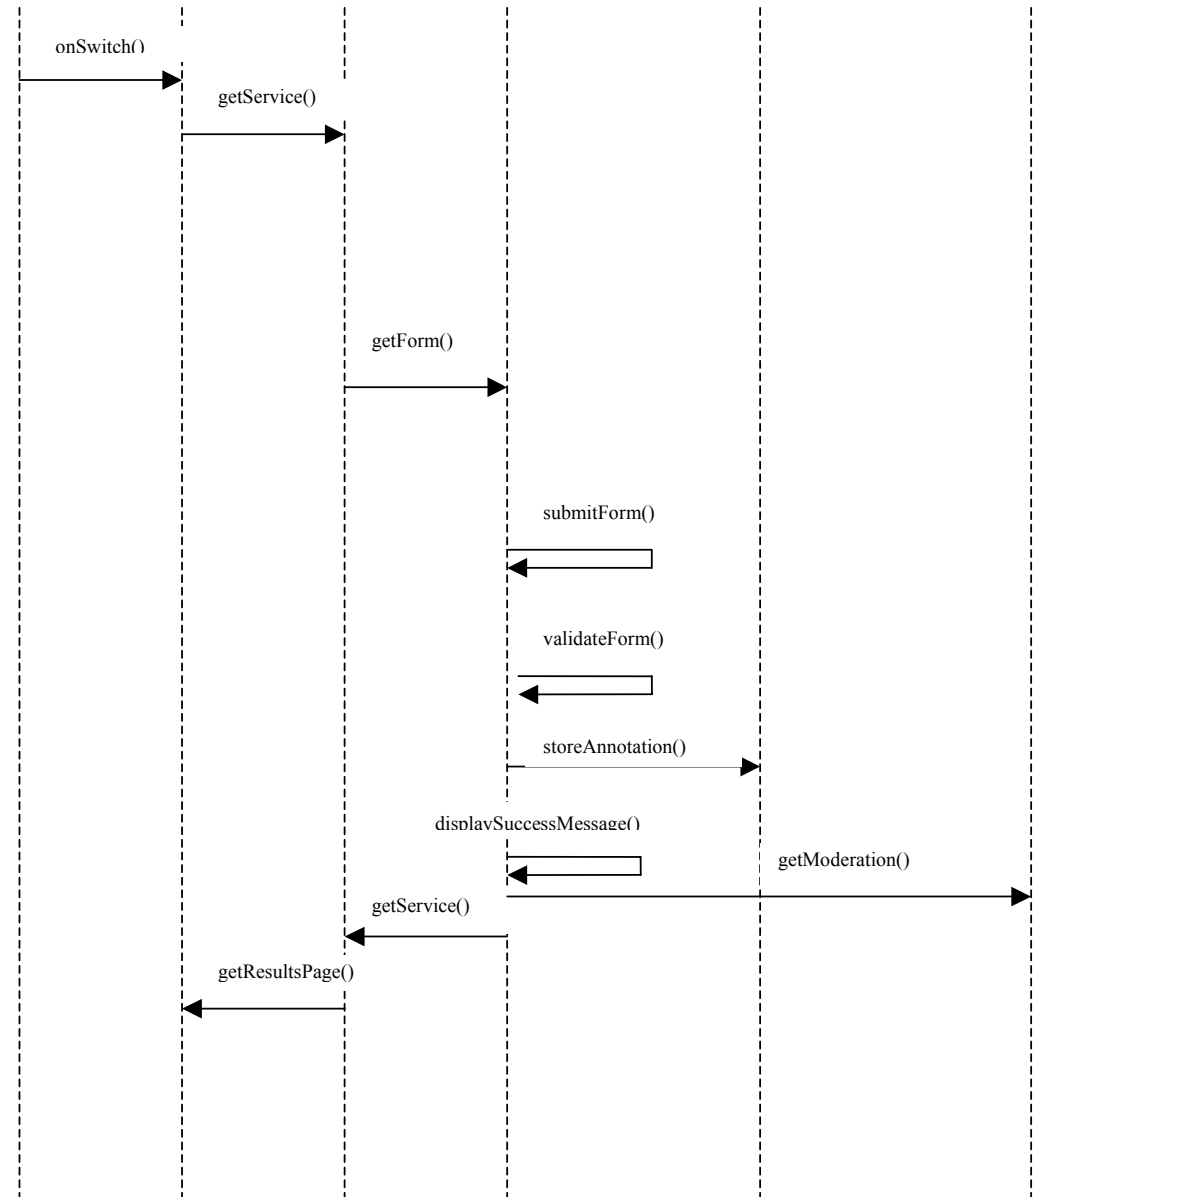 onSwitch()
getService()
getForm()
submitForm()
validateForm()
storeAnnotation()
displaySuccessMessage()
getModeration()
getService()
getResultsPage()